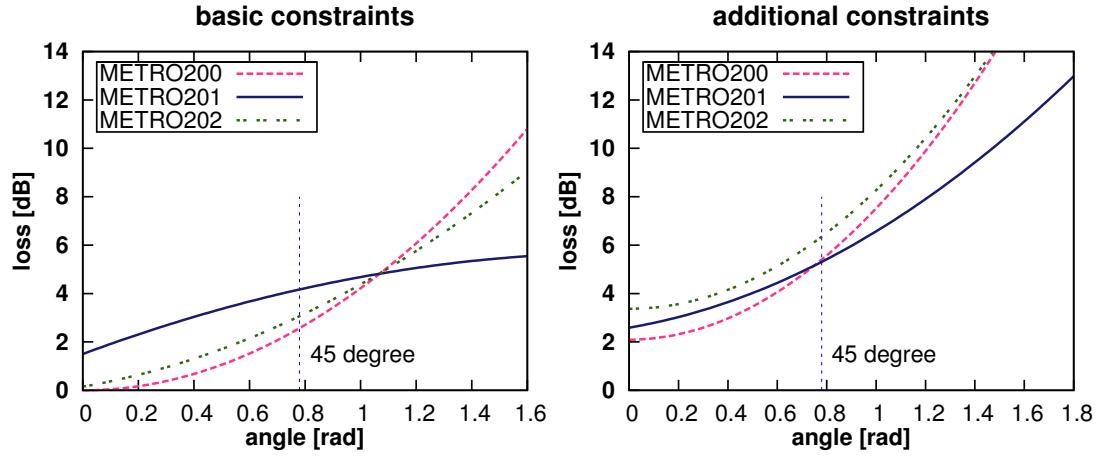 basic constraints
14
12
10
8
6
4
2
0
loss [dB]
METRO200
METRO201
METRO202
45 degree
0 0.2 0.4 0.6 0.8 1 1.2 1.4 1.6
angle [rad]
additional constraints
14
12
10
8
6
4
2
0
loss [dB]
METRO200
METRO201
METRO202
45 degree
0 0.2 0.4 0.6 0.8 1 1.2 1.4 1.6 1.8
angle [rad]